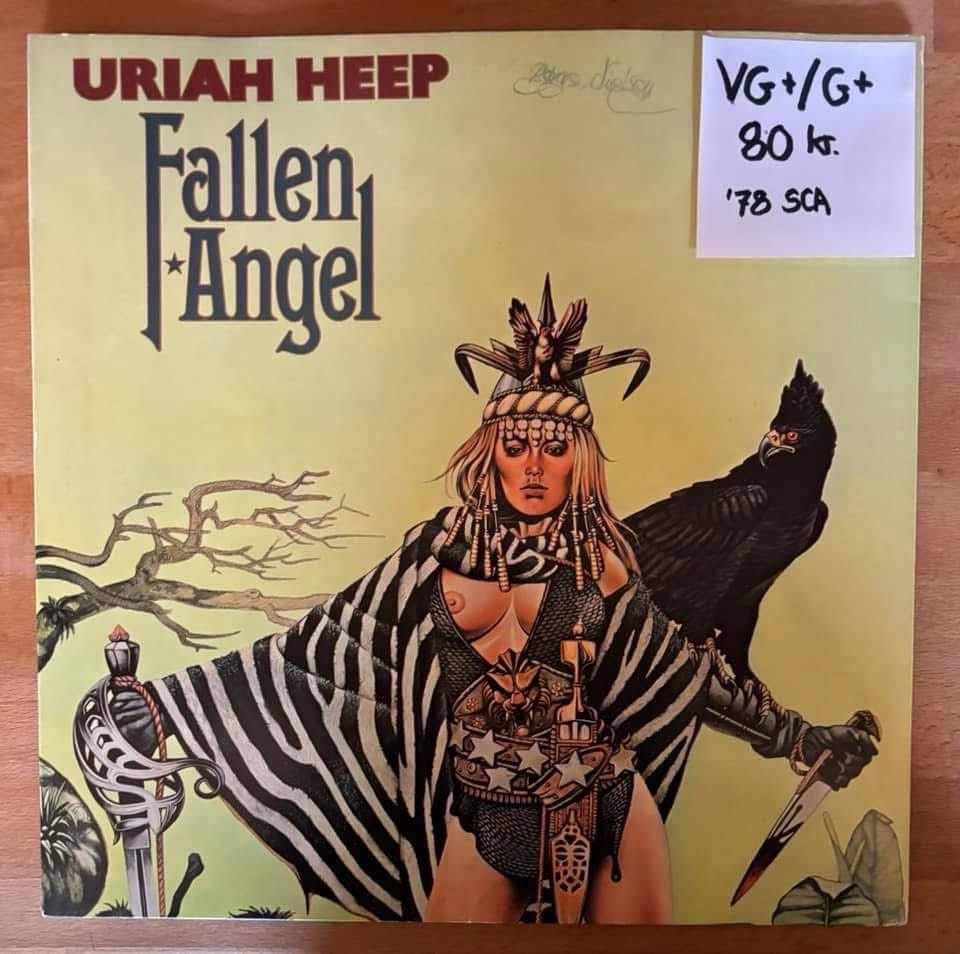 URIAH HEEP
Fallen
Angel
VG+/G+
80 kr.
'78 SCA